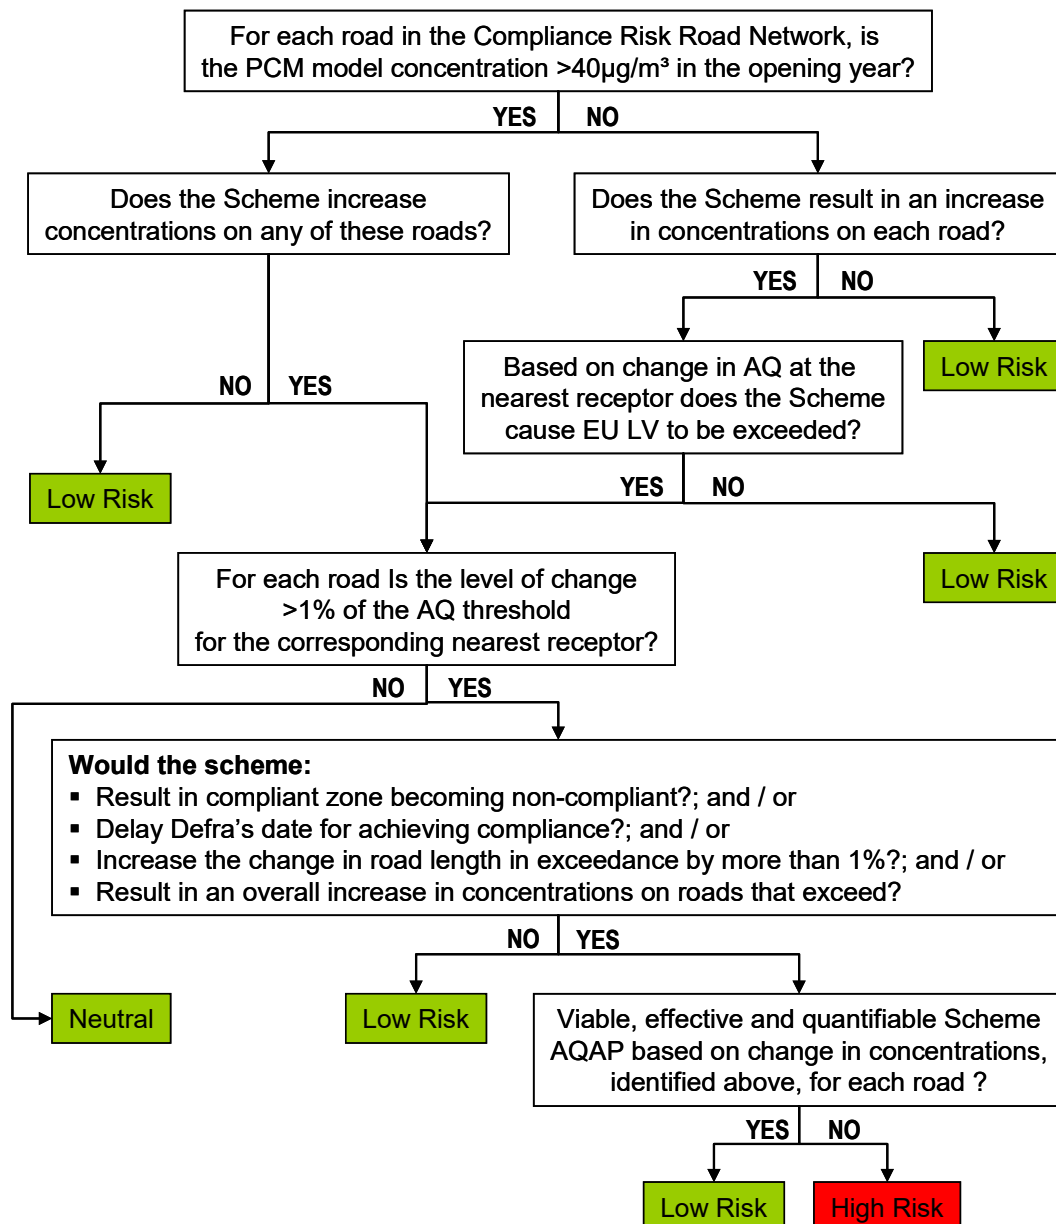 For each road in the Compliance Risk Road Network, is
the PCM model concentration >40µg/m³ in the opening year?
YES NO
Does the Scheme increase
concentrations on any of these roads?
Does the Scheme result in an increase
in concentrations on each road?
YES NO
Low Risk
Based on change in AQ at the
nearest receptor does the Scheme
cause EU LV to be exceeded?
NO YES
Low Risk
YES NO
Low Risk
For each road Is the level of change
>1% of the AQ threshold
for the corresponding nearest receptor?
NO YES
Would the scheme:
▪ Result in compliant zone becoming non-compliant?; and / or
▪ Delay Defra's date for achieving compliance?; and / or
▪ Increase the change in road length in exceedance by more than 1%?; and / or
▪ Result in an overall increase in concentrations on roads that exceed?
NO YES
Neutral
Low Risk
Viable, effective and quantifiable Scheme
AQAP based on change in concentrations,
identified above, for each road ?
YES NO
Low Risk
High Risk